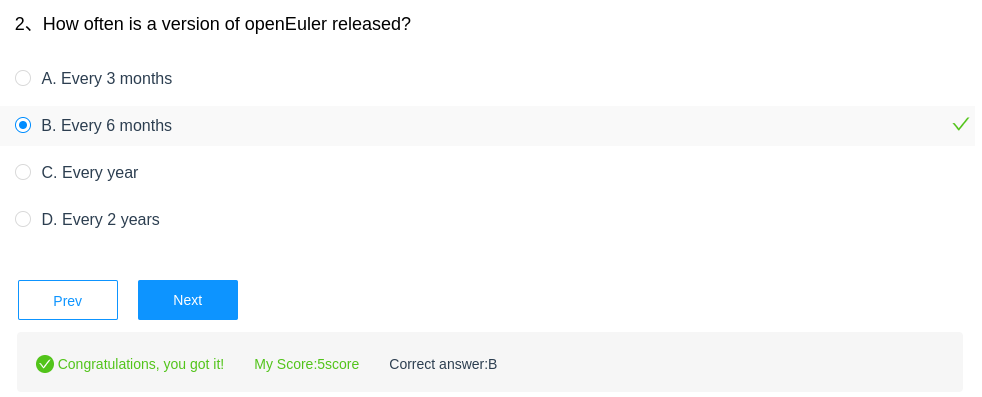 2、How often is a version of openEuler released?
A. Every 3 months
B. Every 6 months
C. Every year
D. Every 2 years
Prev Next
Congratulations, you got it! My Score:5score Correct answer:B